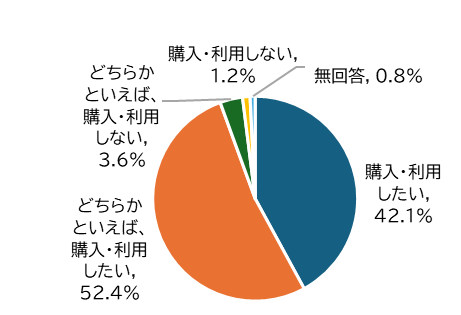 購入・利用しない,
1.2%
無回答, 0.8%
どちらか
といえば、
購入・利用
しない,
3.6%
購入・利用
したい,
42.1%
どちらか
といえば、
購入・利用
したい,
52.4%